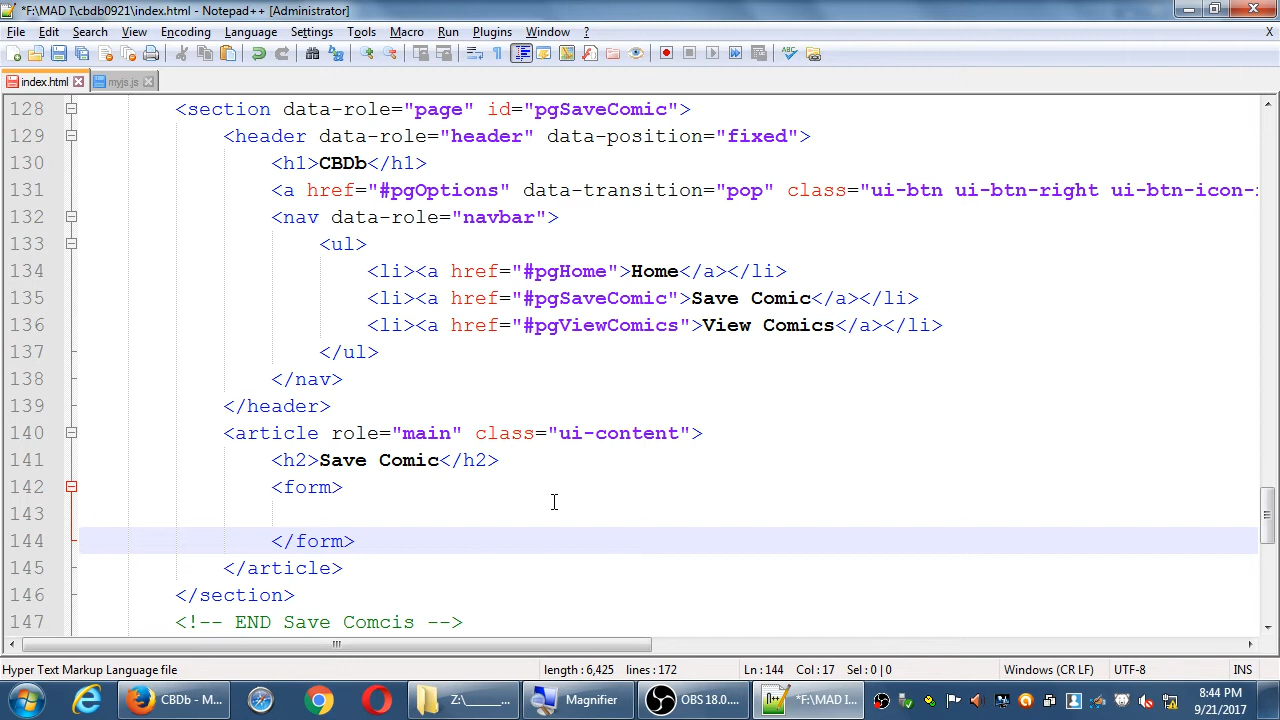 *F:\MAD I\cbdb0921\index.html - Notepad++ [Administrator]
File Edit Search View Encoding Language Settings Tools Macro Run Plugins Window ? X
index.html myjs.js
128 <section data-role="page" id="pgSaveComic">
129 <header data-role="header" data-position="fixed">
130 <h1>CBDb</h1>
131 <a href="#pgOptions" data-transition="pop" class="ui-btn ui-btn-right ui-btn-icon-
132 <nav data-role="navbar">
133 <ul>
134 <li><a href="#pgHome">Home</a></li>
135 <li><a href="#pgSaveComic">Save Comic</a></li>
136 <li><a href="#pgViewComics">View Comics</a></li>
137 </ul>
138 </nav>
139 </header>
140 <article role="main" class="ui-content">
141 <h2>Save Comic</h2>
142 <form>
143
144 </form>
145 </article>
146 </section>
147 <!-- END Save Comcis -->
Hyper Text Markup Language file length : 6,425 lines : 172 Ln : 144 Col : 17 Sel : 0 | 0 Windows (CR LF) UTF-8 INS
CBDb - M... Z:\_____... Magnifier OBS 18.0.... *F:\MAD I... 8:44 PM
9/21/2017